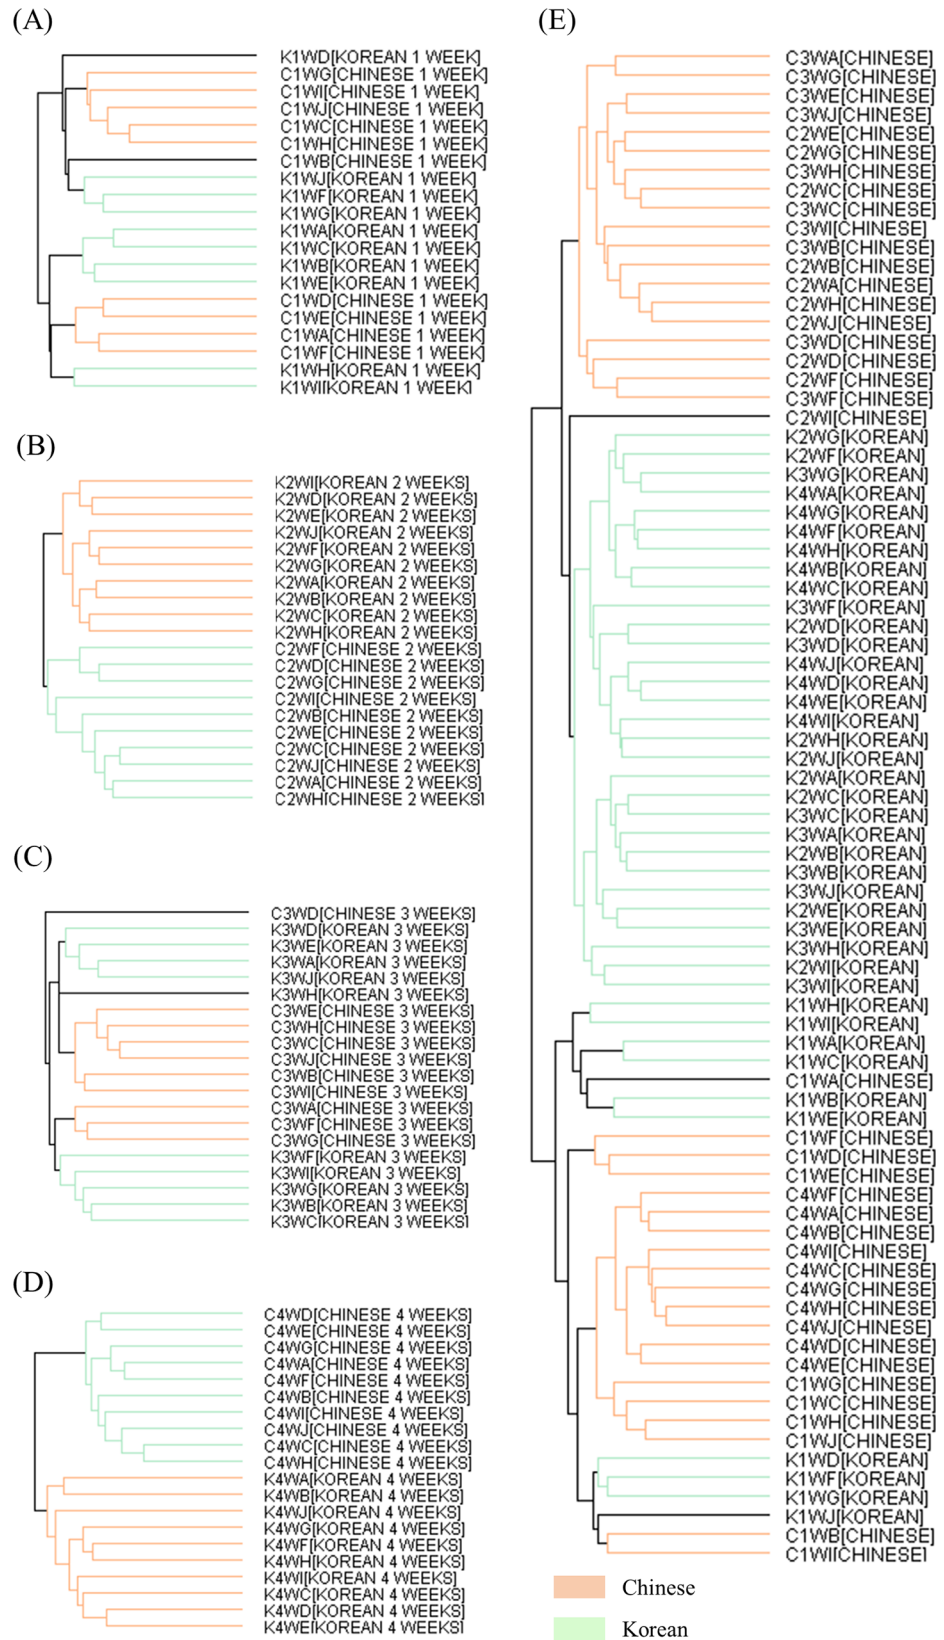 (A)
K1WD[KOREAN 1 WEEK]
C1WG[CHINESE 1 WEEK]
C1WI[CHINESE 1 WEEK]
C1WJ[CHINESE 1 WEEK]
C1WC[CHINESE 1 WEEK]
C1WH[CHINESE 1 WEEK]
C1WB[CHINESE 1 WEEK]
K1WJ[KOREAN 1 WEEK]
K1WF[KOREAN 1 WEEK]
K1WG[KOREAN 1 WEEK]
K1WA[KOREAN 1 WEEK]
K1WC[KOREAN 1 WEEK]
K1WB[KOREAN 1 WEEK]
K1WE[KOREAN 1 WEEK]
C1WD[CHINESE 1 WEEK]
C1WE[CHINESE 1 WEEK]
C1WA[CHINESE 1 WEEK]
C1WF[CHINESE 1 WEEK]
K1WH[KOREAN 1 WEEK]
K1WI[KOREAN 1 WEEK]
(B)
K2WI[KOREAN 2 WEEKS]
K2WD[KOREAN 2 WEEKS]
K2WE[KOREAN 2 WEEKS]
K2WJ[KOREAN 2 WEEKS]
K2WF[KOREAN 2 WEEKS]
K2WG[KOREAN 2 WEEKS]
K2WA[KOREAN 2 WEEKS]
K2WB[KOREAN 2 WEEKS]
K2WC[KOREAN 2 WEEKS]
K2WH[KOREAN 2 WEEKS]
C2WF[CHINESE 2 WEEKS]
C2WD[CHINESE 2 WEEKS]
C2WG[CHINESE 2 WEEKS]
C2WI[CHINESE 2 WEEKS]
C2WB[CHINESE 2 WEEKS]
C2WE[CHINESE 2 WEEKS]
C2WC[CHINESE 2 WEEKS]
C2WJ[CHINESE 2 WEEKS]
C2WA[CHINESE 2 WEEKS]
C2WH[CHINESE 2 WEEKS]
(C)
C3WD[CHINESE 3 WEEKS]
K3WD[KOREAN 3 WEEKS]
K3WE[KOREAN 3 WEEKS]
K3WA[KOREAN 3 WEEKS]
K3WJ[KOREAN 3 WEEKS]
K3WH[KOREAN 3 WEEKS]
C3WE[CHINESE 3 WEEKS]
C3WH[CHINESE 3 WEEKS]
C3WC[CHINESE 3 WEEKS]
C3WJ[CHINESE 3 WEEKS]
C3WB[CHINESE 3 WEEKS]
C3WI[CHINESE 3 WEEKS]
C3WA[CHINESE 3 WEEKS]
C3WF[CHINESE 3 WEEKS]
C3WG[CHINESE 3 WEEKS]
K3WF[KOREAN 3 WEEKS]
K3WI[KOREAN 3 WEEKS]
K3WG[KOREAN 3 WEEKS]
K3WB[KOREAN 3 WEEKS]
K3WC[KOREAN 3 WEEKS]
(D)
C4WD[CHINESE 4 WEEKS]
C4WE[CHINESE 4 WEEKS]
C4WG[CHINESE 4 WEEKS]
C4WA[CHINESE 4 WEEKS]
C4WF[CHINESE 4 WEEKS]
C4WB[CHINESE 4 WEEKS]
C4WI[CHINESE 4 WEEKS]
C4WJ[CHINESE 4 WEEKS]
C4WC[CHINESE 4 WEEKS]
C4WH[CHINESE 4 WEEKS]
K4WA[KOREAN 4 WEEKS]
K4WB[KOREAN 4 WEEKS]
K4WJ[KOREAN 4 WEEKS]
K4WG[KOREAN 4 WEEKS]
K4WF[KOREAN 4 WEEKS]
K4WH[KOREAN 4 WEEKS]
K4WI[KOREAN 4 WEEKS]
K4WC[KOREAN 4 WEEKS]
K4WD[KOREAN 4 WEEKS]
K4WE[KOREAN 4 WEEKS]
(E)
C3WA[CHINESE]
C3WG[CHINESE]
C3WE[CHINESE]
C3WJ[CHINESE]
C2WE[CHINESE]
C2WG[CHINESE]
C3WH[CHINESE]
C2WC[CHINESE]
C3WC[CHINESE]
C3WI[CHINESE]
C3WB[CHINESE]
C2WB[CHINESE]
C2WA[CHINESE]
C2WH[CHINESE]
C2WJ[CHINESE]
C3WD[CHINESE]
C2WD[CHINESE]
C2WF[CHINESE]
C3WF[CHINESE]
C2WI[CHINESE]
K2WG[KOREAN]
K2WF[KOREAN]
K3WG[KOREAN]
K4WA[KOREAN]
K4WG[KOREAN]
K4WF[KOREAN]
K4WH[KOREAN]
K4WB[KOREAN]
K4WC[KOREAN]
K3WF[KOREAN]
K2WD[KOREAN]
K3WD[KOREAN]
K4WJ[KOREAN]
K4WD[KOREAN]
K4WE[KOREAN]
K4WI[KOREAN]
K2WH[KOREAN]
K2WJ[KOREAN]
K2WA[KOREAN]
K2WC[KOREAN]
K3WC[KOREAN]
K3WA[KOREAN]
K2WB[KOREAN]
K3WB[KOREAN]
K3WJ[KOREAN]
K2WE[KOREAN]
K3WE[KOREAN]
K3WH[KOREAN]
K2WI[KOREAN]
K3WI[KOREAN]
K1WH[KOREAN]
K1WI[KOREAN]
K1WA[KOREAN]
K1WC[KOREAN]
C1WA[CHINESE]
K1WB[KOREAN]
K1WE[KOREAN]
C1WF[CHINESE]
C1WD[CHINESE]
C1WE[CHINESE]
C4WF[CHINESE]
C4WA[CHINESE]
C4WB[CHINESE]
C4WI[CHINESE]
C4WC[CHINESE]
C4WG[CHINESE]
C4WH[CHINESE]
C4WJ[CHINESE]
C4WD[CHINESE]
C4WE[CHINESE]
C1WG[CHINESE]
C1WC[CHINESE]
C1WH[CHINESE]
C1WJ[CHINESE]
K1WD[KOREAN]
K1WF[KOREAN]
K1WG[KOREAN]
K1WJ[KOREAN]
C1WB[CHINESE]
C1WI[CHINESE]
Chinese
Korean